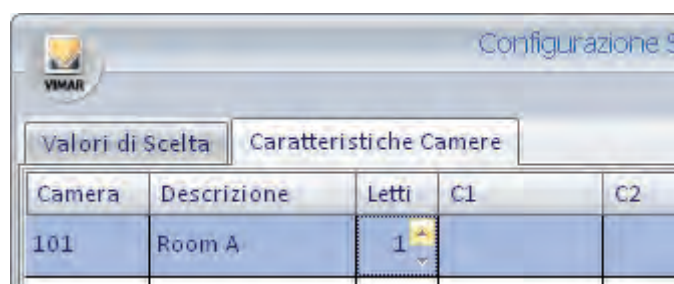 Configurazione S
VIMAR
Valori di Scelta Caratteristiche Camere
Camera Descrizione Letti C1 C2
101 Room A 1